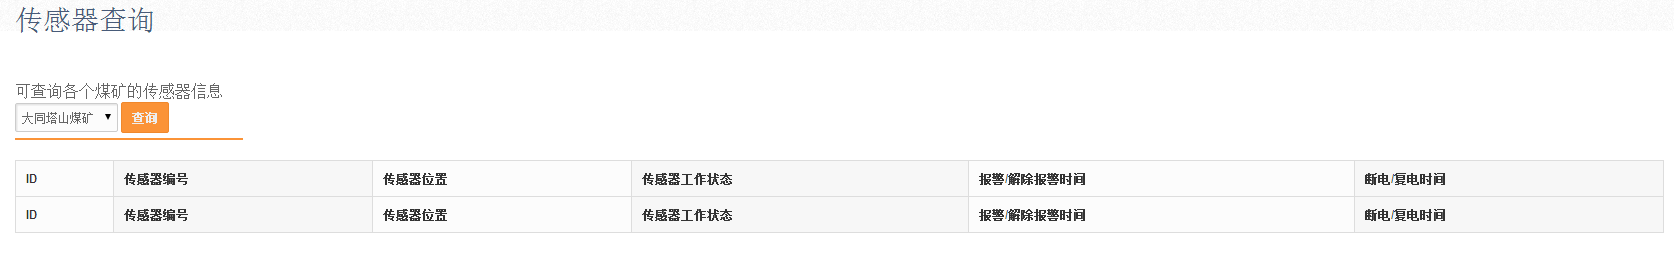 传感器查询
可查询各个煤矿的传感器信息
大同塔山煤矿 查询
ID 传感器编号 传感器位置 传感器工作状态 报警/解除报警时间 断电/复电时间
ID 传感器编号 传感器位置 传感器工作状态 报警/解除报警时间 断电/复电时间